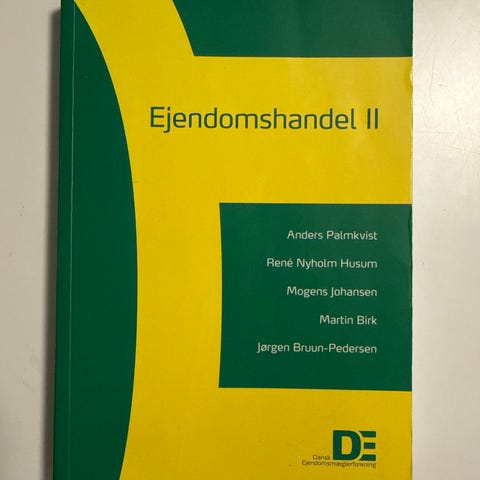 Ejendomshandel II
Anders Palmkvist
René Nyholm Husum
Mogens Johansen
Martin Birk
Jørgen Bruun-Pedersen
DE
Dansk
Ejendomsmæglerforening